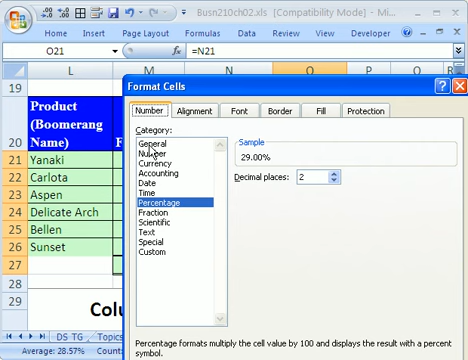 Busn210ch02.xls [Compatibility Mode] - Mi...
Home Insert Page Layout Formulas Data Review View Developer
O21 fx =N21
L M N O P Q R
19
20 Product
(Boomerang
Name)
21 Yanaki
22 Carlota
23 Aspen
24 Delicate Arch
25 Bellen
26 Sunset
27
28
29
Format Cells
Number Alignment Font Border Fill Protection
Category:
General
Number
Currency
Accounting
Date
Time
Percentage
Fraction
Scientific
Text
Special
Custom
Sample
29.00%
Decimal places: 2
Percentage formats multiply the cell value by 100 and displays the result with a percent
symbol.
DS TG Topics
Average: 28.57% Count: